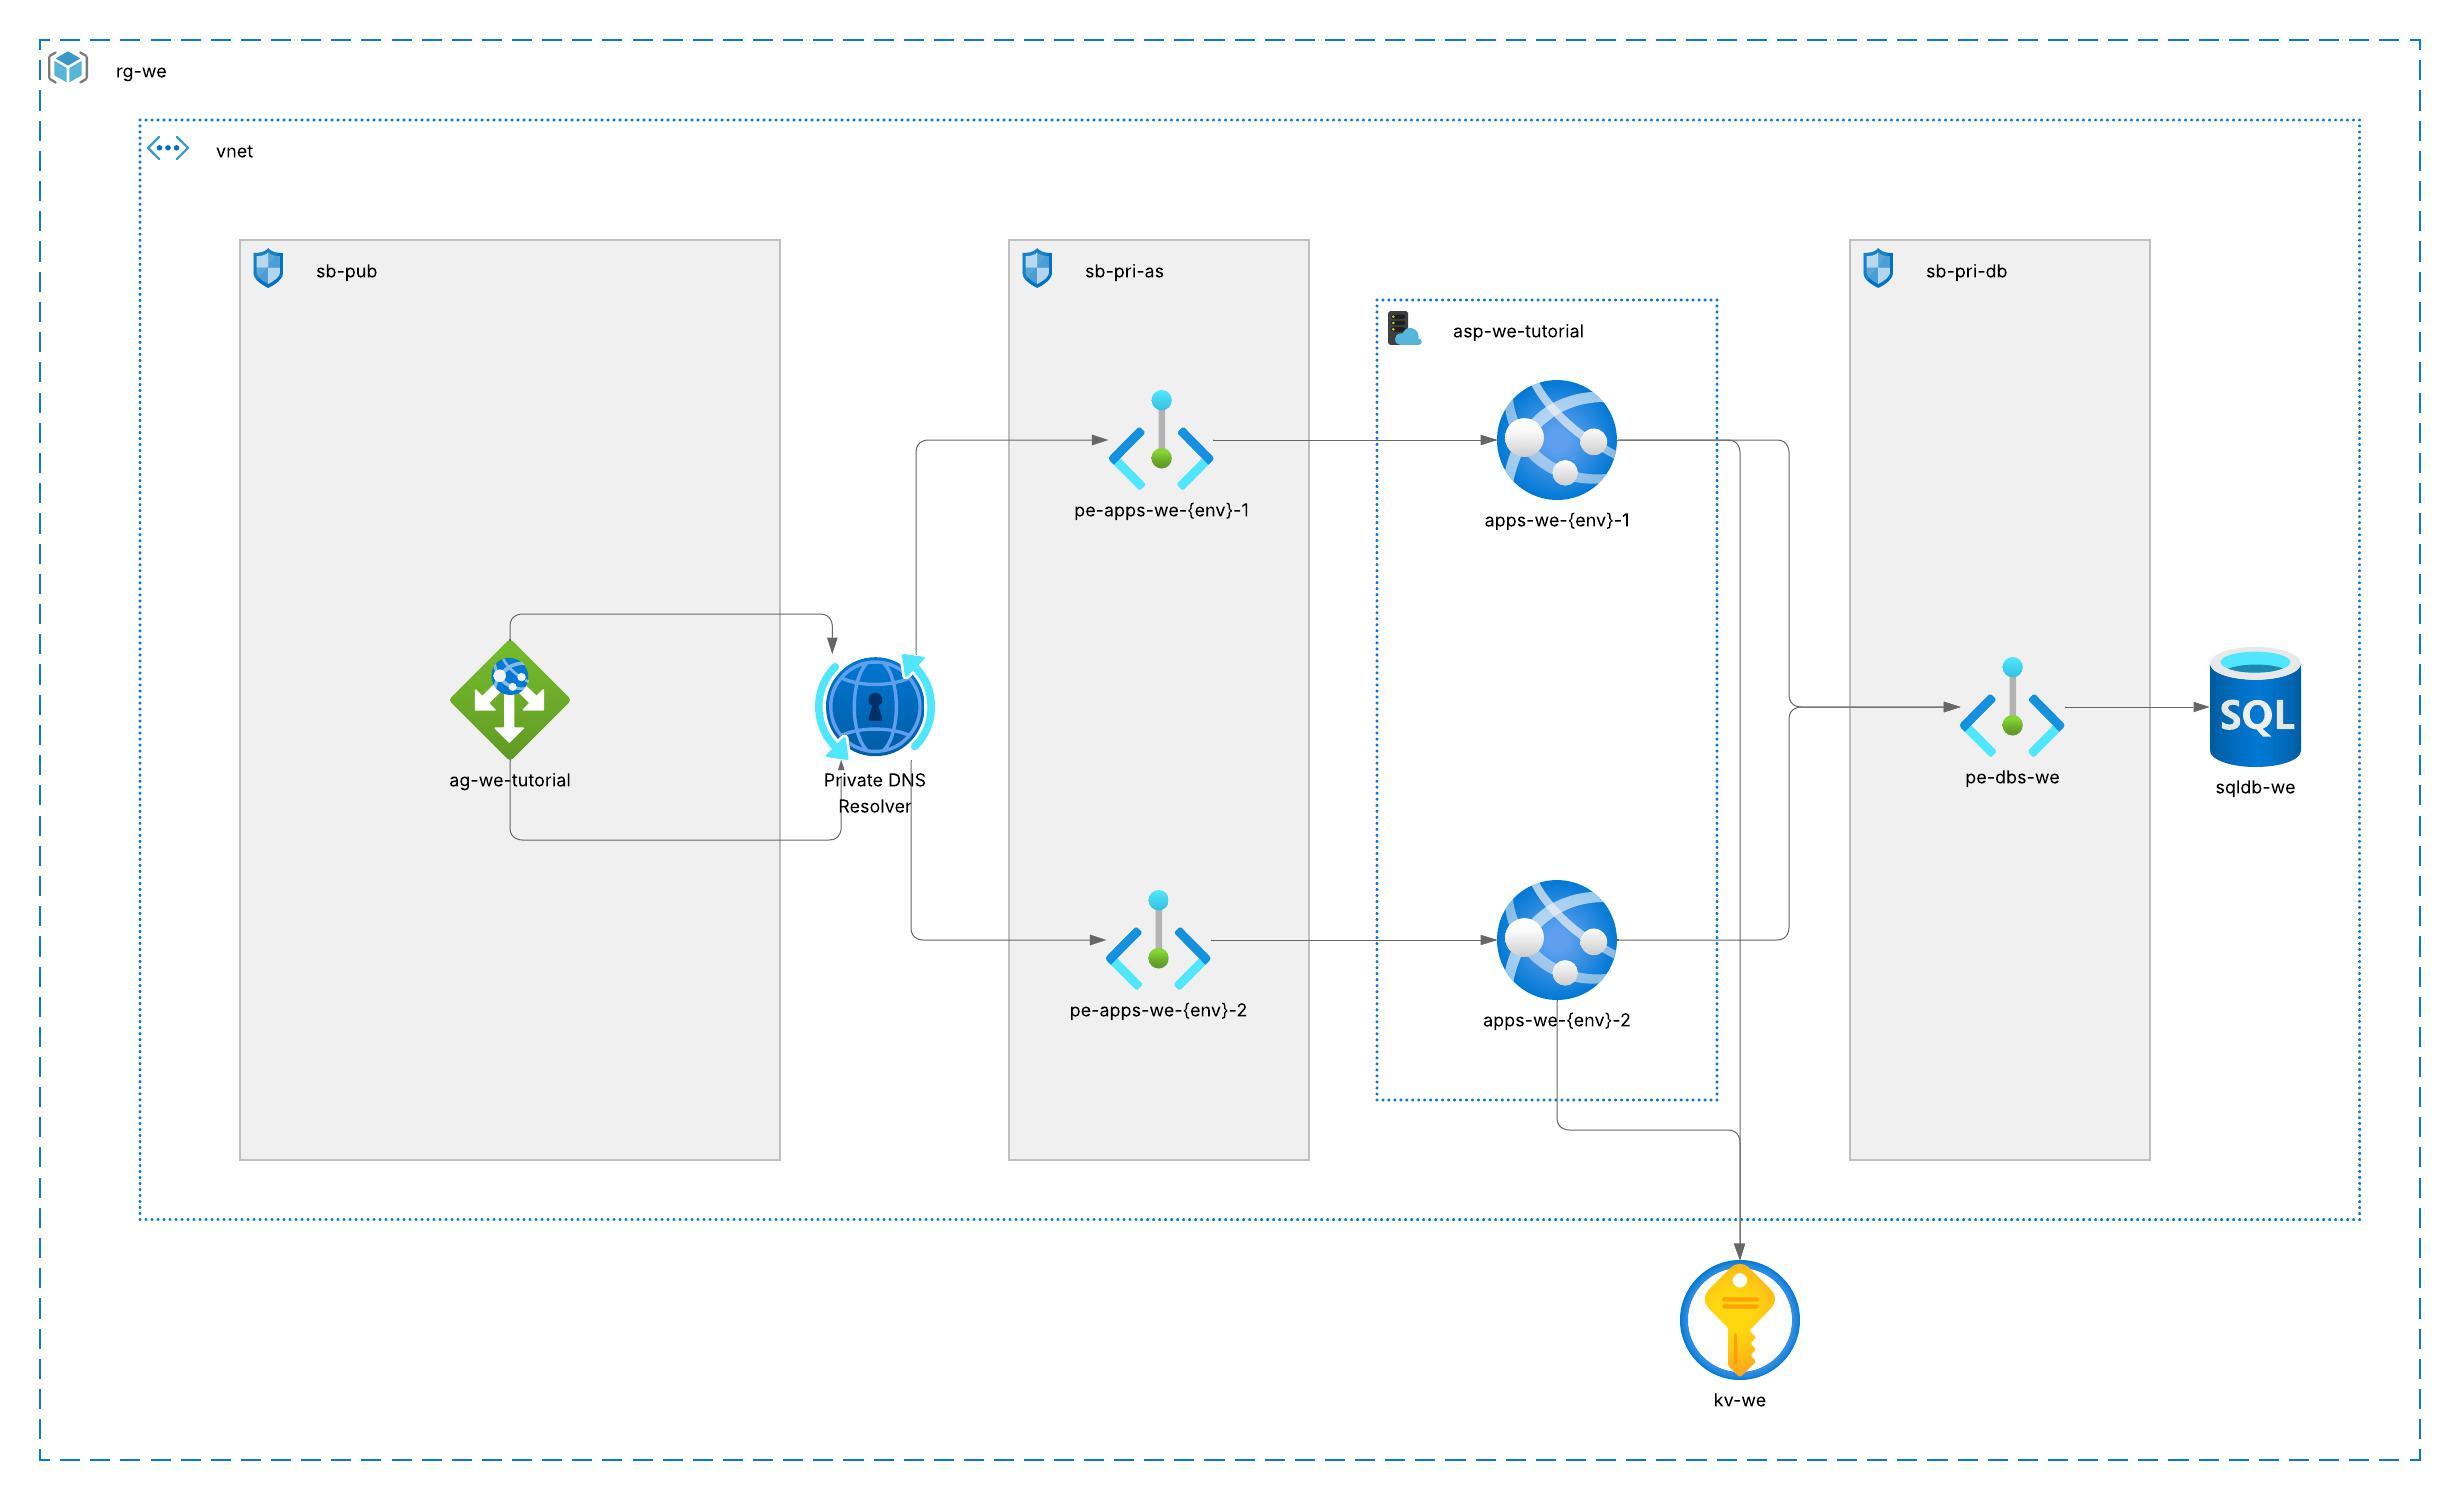 rg-we
vnet
sb-pub
sb-pri-as
sb-pri-db
asp-we-tutorial
pe-apps-we-{env}-1
apps-we-{env}-1
ag-we-tutorial
Private DNS
Resolver
pe-dbs-we
SQL
sqldb-we
pe-apps-we-{env}-2
apps-we-{env}-2
kv-we